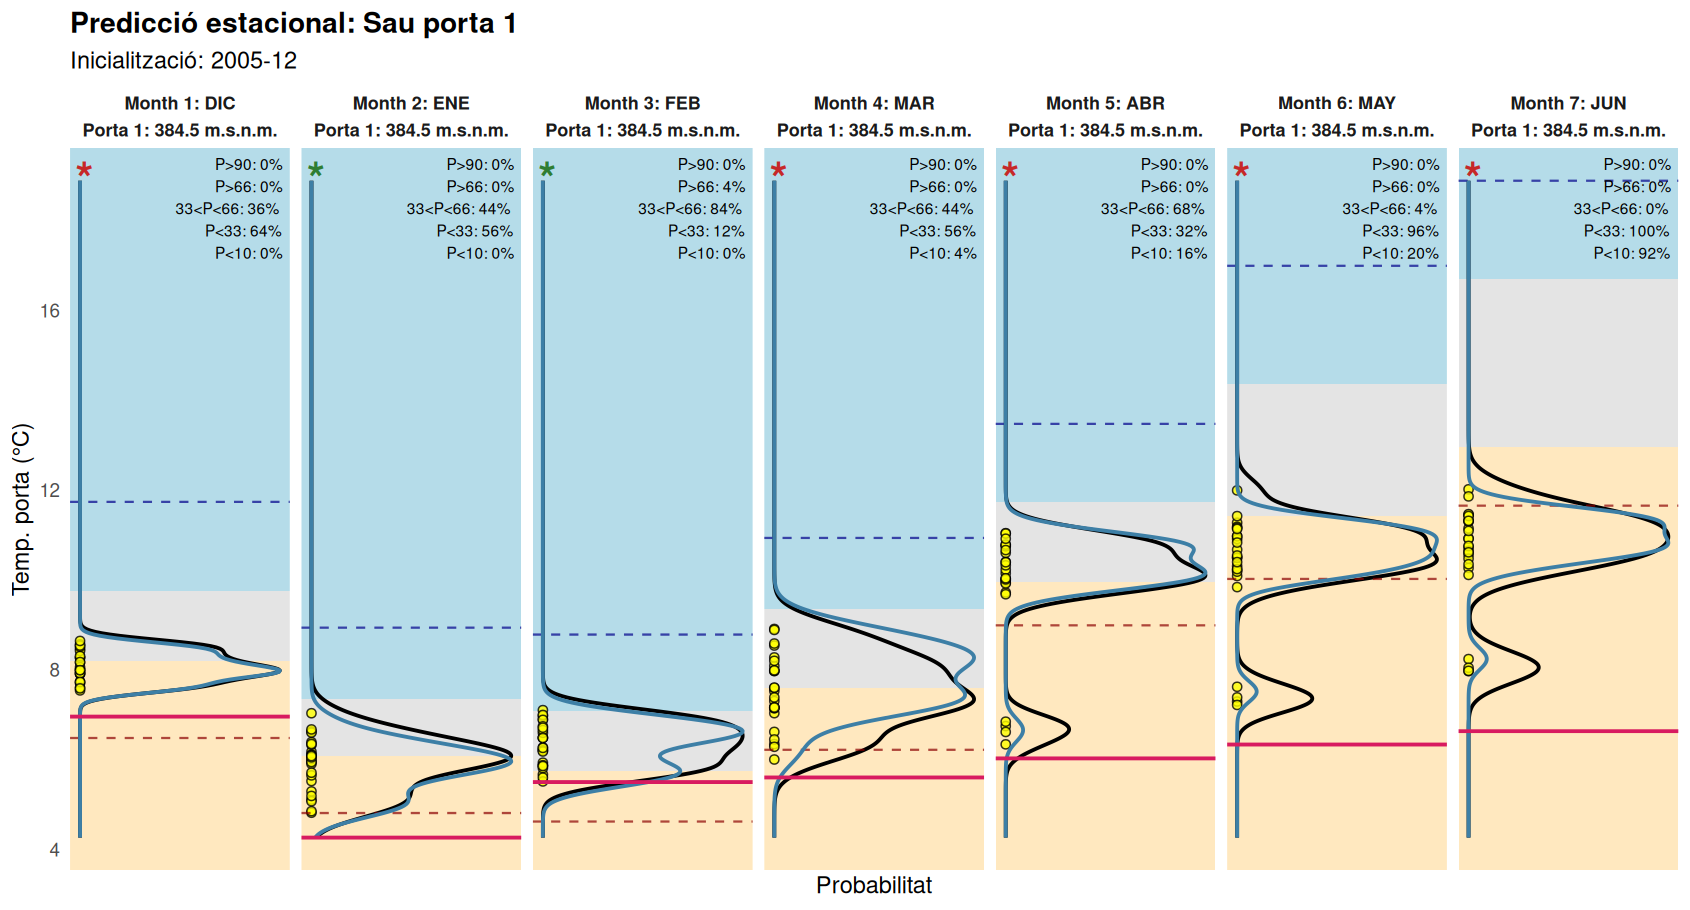 Predicció estacional: Sau porta 1
Inicialització: 2005-12
Month 1: DIC
Porta 1: 384.5 m.s.n.m.
Month 2: ENE
Porta 1: 384.5 m.s.n.m.
Month 3: FEB
Porta 1: 384.5 m.s.n.m.
Month 4: MAR
Porta 1: 384.5 m.s.n.m.
Month 5: ABR
Porta 1: 384.5 m.s.n.m.
Month 6: MAY
Porta 1: 384.5 m.s.n.m.
Month 7: JUN
Porta 1: 384.5 m.s.n.m.
*
P>90: 0%
P>66: 0%
33<P<66: 36%
P<33: 64%
P<10: 0%
*
P>90: 0%
P>66: 0%
33<P<66: 44%
P<33: 56%
P<10: 0%
*
P>90: 0%
P>66: 4%
33<P<66: 84%
P<33: 12%
P<10: 0%
*
P>90: 0%
P>66: 0%
33<P<66: 44%
P<33: 56%
P<10: 4%
*
P>90: 0%
P>66: 0%
33<P<66: 68%
P<33: 32%
P<10: 16%
*
P>90: 0%
P>66: 0%
33<P<66: 4%
P<33: 96%
P<10: 20%
*
P>90: 0%
P>66: 0%
33<P<66: 0%
P<33: 100%
P<10: 92%
16
12
8
4
Temp. porta (°C)
Probabilitat